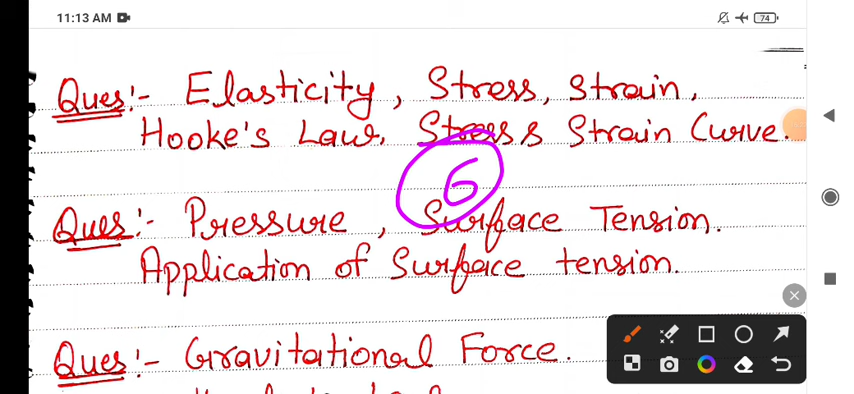 11:13 AM
74
Ques:- Elasticity, Stress, Strain,
Hooke's Law, Stress & Strain Curve.
6
Ques:- Pressure, Surface Tension.
Application of Surface tension.
Ques:- Gravitational Force.